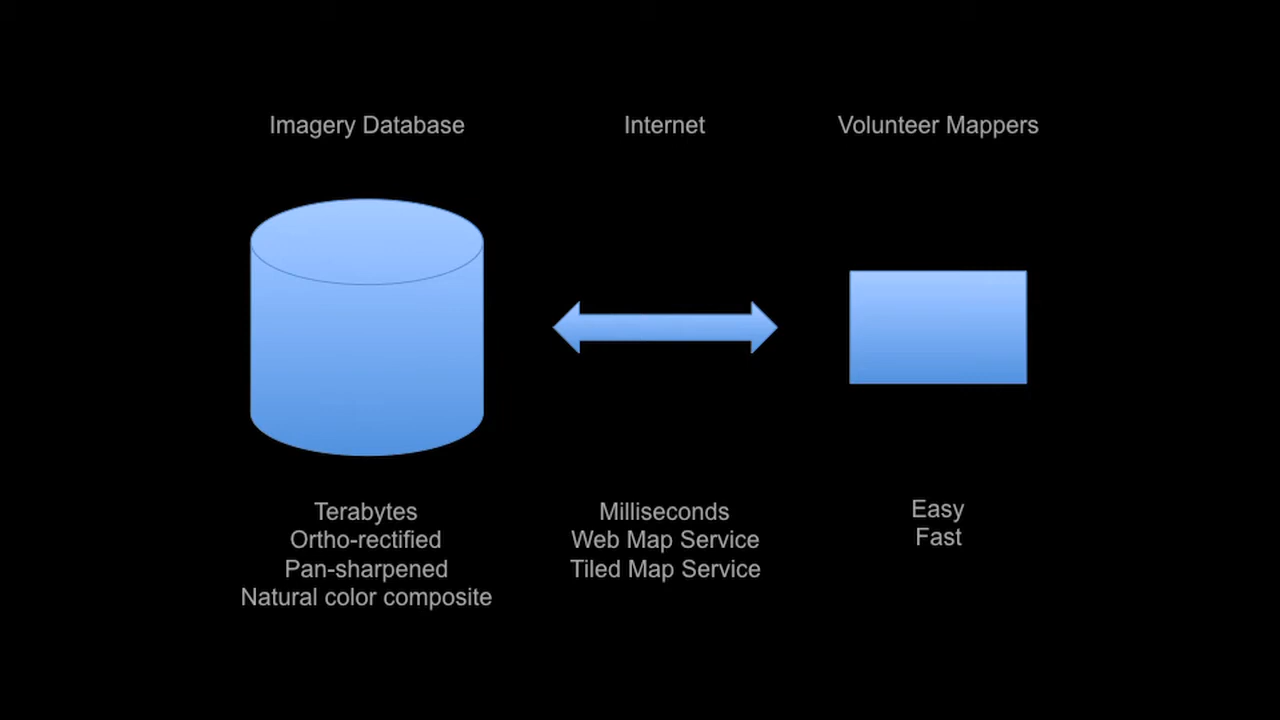 Imagery Database
Internet
Volunteer Mappers
Terabytes
Ortho-rectified
Pan-sharpened
Natural color composite
Milliseconds
Web Map Service
Tiled Map Service
Easy
Fast